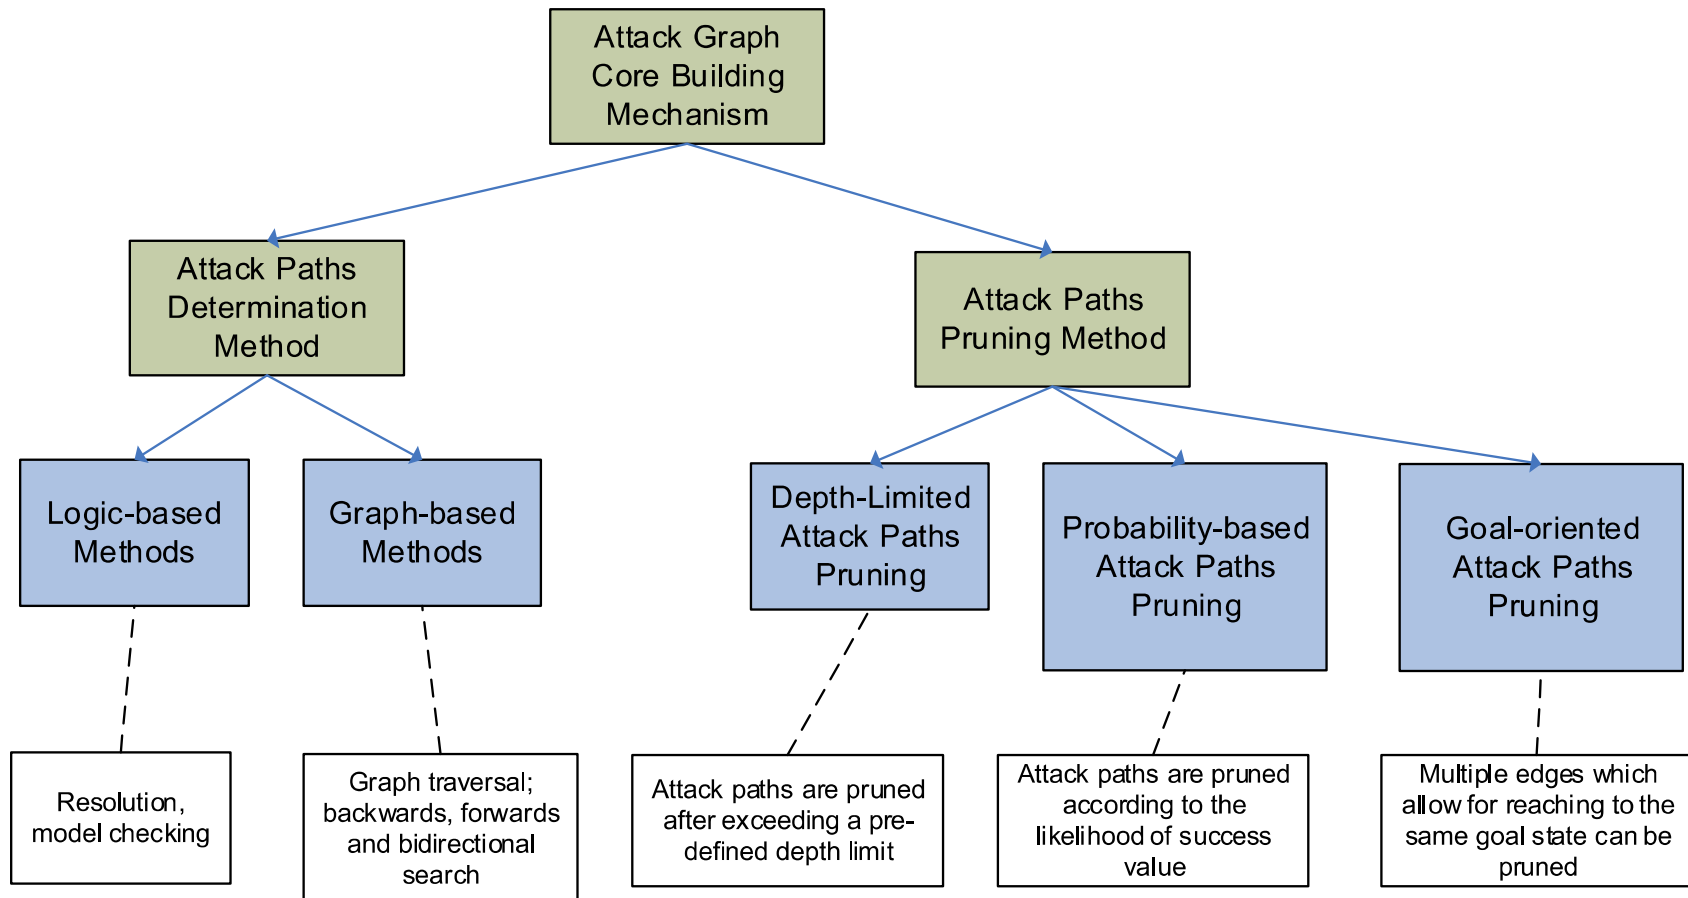 Attack Graph
Core Building
Mechanism
Attack Paths
Determination
Method
Attack Paths
Pruning Method
Logic-based
Methods
Graph-based
Methods
Depth-Limited
Attack Paths
Pruning
Probability-based
Attack Paths
Pruning
Goal-oriented
Attack Paths
Pruning
Resolution,
model checking
Graph traversal;
backwards, forwards
and bidirectional
search
Attack paths are pruned
after exceeding a pre-
defined depth limit
Attack paths are pruned
according to the
likelihood of success
value
Multiple edges which
allow for reaching to the
same goal state can be
pruned